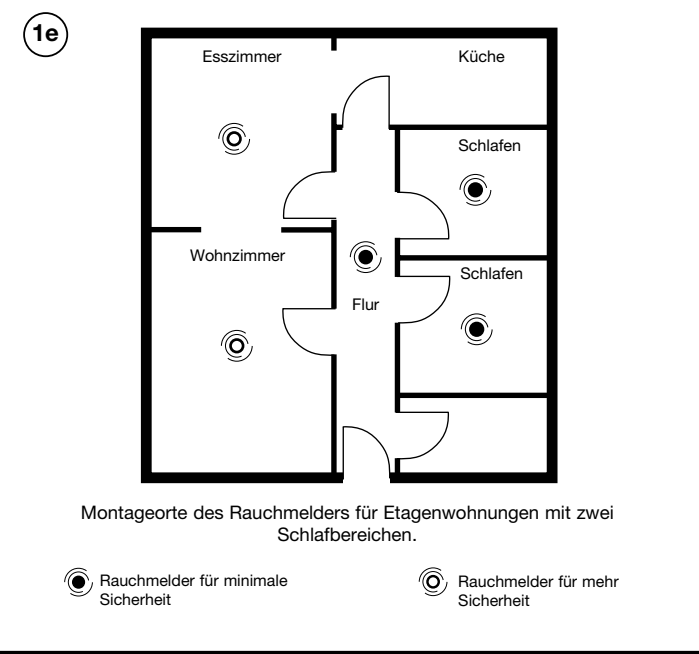 1e
Esszimmer
Küche
Schlafen
Wohnzimmer
Schlafen
Flur
Montageorte des Rauchmelders für Etagenwohnungen mit zwei
Schlafbereichen.
Rauchmelder für minimale
Sicherheit
Rauchmelder für mehr
Sicherheit